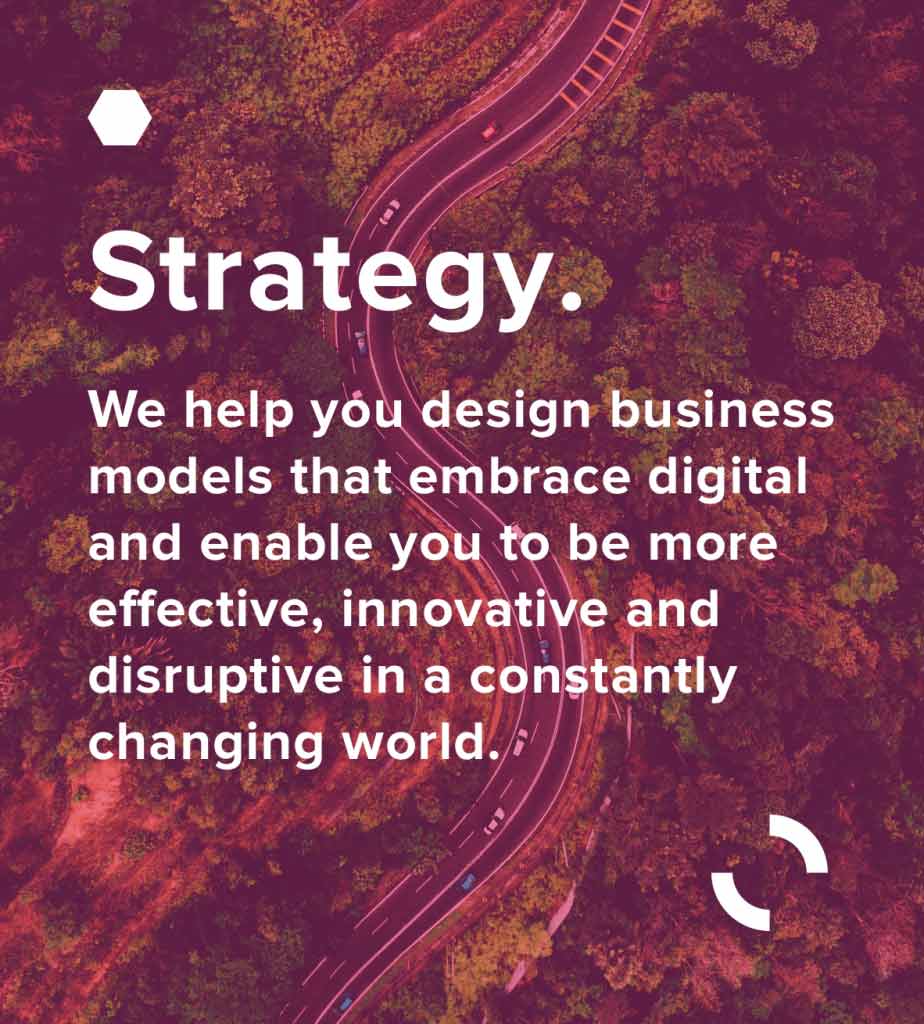 Strategy.
We help you design business
models that embrace digital
and enable you to be more
effective, innovative and
disruptive in a constantly
changing world.